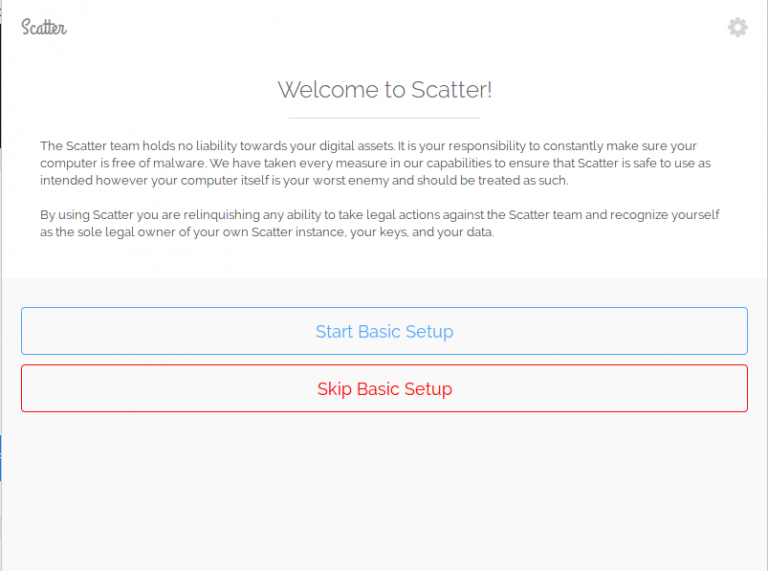 Scatter
Welcome to Scatter!
The Scatter team holds no liability towards your digital assets. It is your responsibility to constantly make sure your
computer is free of malware. We have taken every measure in our capabilities to ensure that Scatter is safe to use as
intended however your computer itself is your worst enemy and should be treated as such.
By using Scatter you are relinquishing any ability to take legal actions against the Scatter team and recognize yourself
as the sole legal owner of your own Scatter instance, your keys, and your data.
Start Basic Setup
Skip Basic Setup